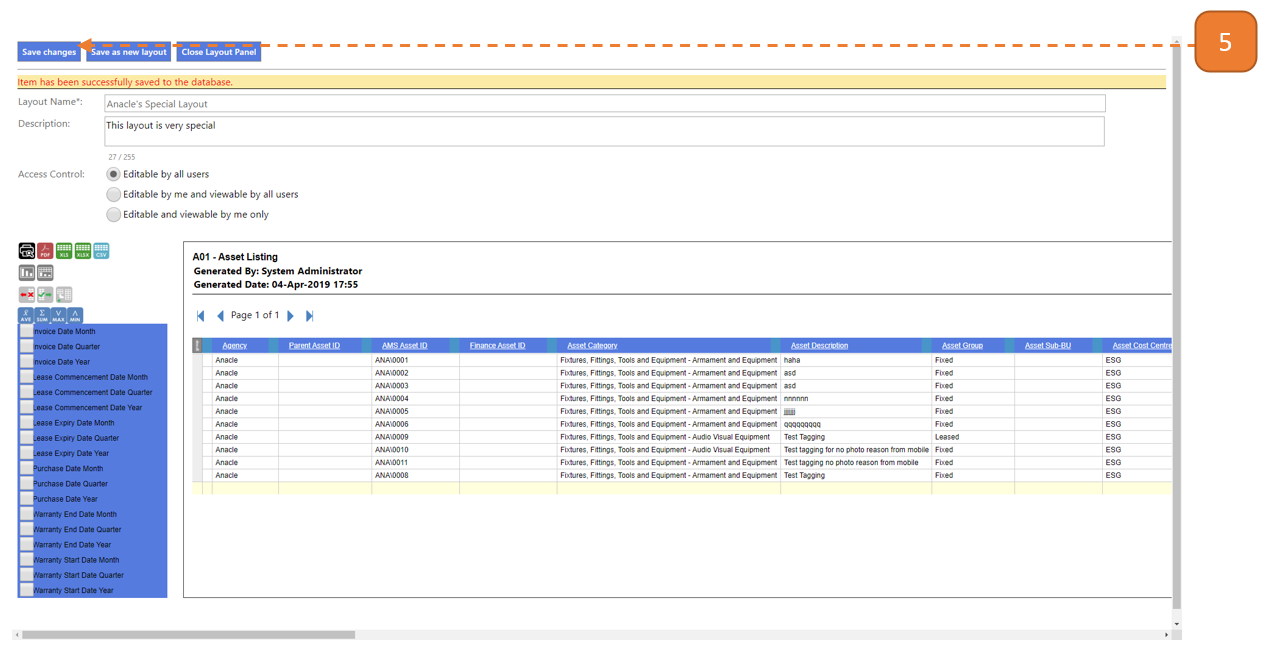 5
Save changes Save as new layout Close Layout Panel
Item has been successfully saved to the database.
Layout Name*: Anacle's Special Layout
Description: This layout is very special
27 / 255
Access Control: Editable by all users
Editable by me and viewable by all users
Editable and viewable by me only
PDF XLS XLSX CSV
AVE SUM MAX MIN
Invoice Date Month
Invoice Date Quarter
Invoice Date Year
Lease Commencement Date Month
Lease Commencement Date Quarter
Lease Commencement Date Year
Lease Expiry Date Month
Lease Expiry Date Quarter
Lease Expiry Date Year
Purchase Date Month
Purchase Date Quarter
Purchase Date Year
Warranty End Date Month
Warranty End Date Quarter
Warranty End Date Year
Warranty Start Date Month
Warranty Start Date Quarter
Warranty Start Date Year
A01 - Asset Listing
Generated By: System Administrator
Generated Date: 04-Apr-2019 17:55
Page 1 of 1
Agency Parent Asset ID AMS Asset ID Finance Asset ID Asset Category Asset Description Asset Group Asset Sub-BU Asset Cost Centre
Anacle ANA\0001 Fixtures, Fittings, Tools and Equipment - Armament and Equipment haha Fixed ESG
Anacle ANA\0002 Fixtures, Fittings, Tools and Equipment - Armament and Equipment asd Fixed ESG
Anacle ANA\0003 Fixtures, Fittings, Tools and Equipment - Armament and Equipment asd Fixed ESG
Anacle ANA\0004 Fixtures, Fittings, Tools and Equipment - Armament and Equipment nnnnnn Fixed ESG
Anacle ANA\0005 Fixtures, Fittings, Tools and Equipment - Armament and Equipment Fixed ESG
Anacle ANA\0006 Fixtures, Fittings, Tools and Equipment - Armament and Equipment qqqqqqqqq Fixed ESG
Anacle ANA\0009 Fixtures, Fittings, Tools and Equipment - Audio Visual Equipment Test Tagging Leased ESG
Anacle ANA\0010 Fixtures, Fittings, Tools and Equipment - Audio Visual Equipment Test tagging for no photo reason from mobile Fixed ESG
Anacle ANA\0011 Fixtures, Fittings, Tools and Equipment - Armament and Equipment Test tagging no photo reason from mobile Fixed ESG
Anacle ANA\0008 Fixtures, Fittings, Tools and Equipment - Armament and Equipment Test Tagging Fixed ESG